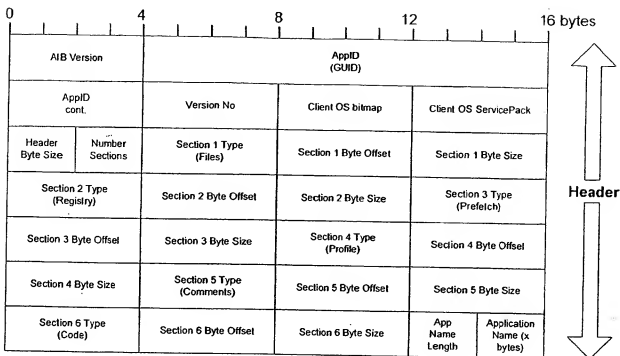 0 4 8 12 16 bytes
AIB Version
AppID
(GUID)
AppID
cont.
Version No
Client OS bitmap
Client OS ServicePack
Header
Byte Size
Number
Sections
Section 1 Type
(Files)
Section 1 Byte Offset
Section 1 Byte Size
Section 2 Type
(Registry)
Section 2 Byte Offset
Section 2 Byte Size
Section 3 Type
(Prefetch)
Header
Section 3 Byte Offset
Section 3 Byte Size
Section 4 Type
(Profile)
Section 4 Byte Offset
Section 4 Byte Size
Section 5 Type
(Comments)
Section 5 Byte Offset
Section 5 Byte Size
Section 6 Type
(Code)
Section 6 Byte Offset
Section 6 Byte Size
App
Name
Length
Application
Name (x
bytes)